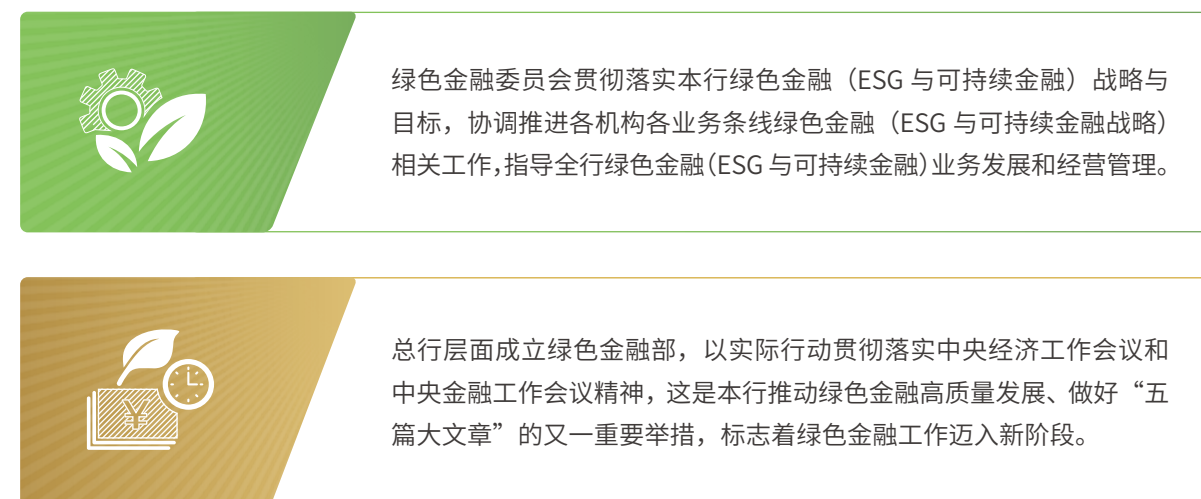 绿色金融委员会贯彻落实本行绿色金融（ESG 与可持续金融）战略与
目标，协调推进各机构各业务条线绿色金融（ESG 与可持续金融战略）
相关工作，指导全行绿色金融（ESG 与可持续金融）业务发展和经营管理。
总行层面成立绿色金融部，以实际行动贯彻落实中央经济工作会议和
中央金融工作会议精神，这是本行推动绿色金融高质量发展、做好“五
篇大文章”的又一重要举措，标志着绿色金融工作迈入新阶段。
¥